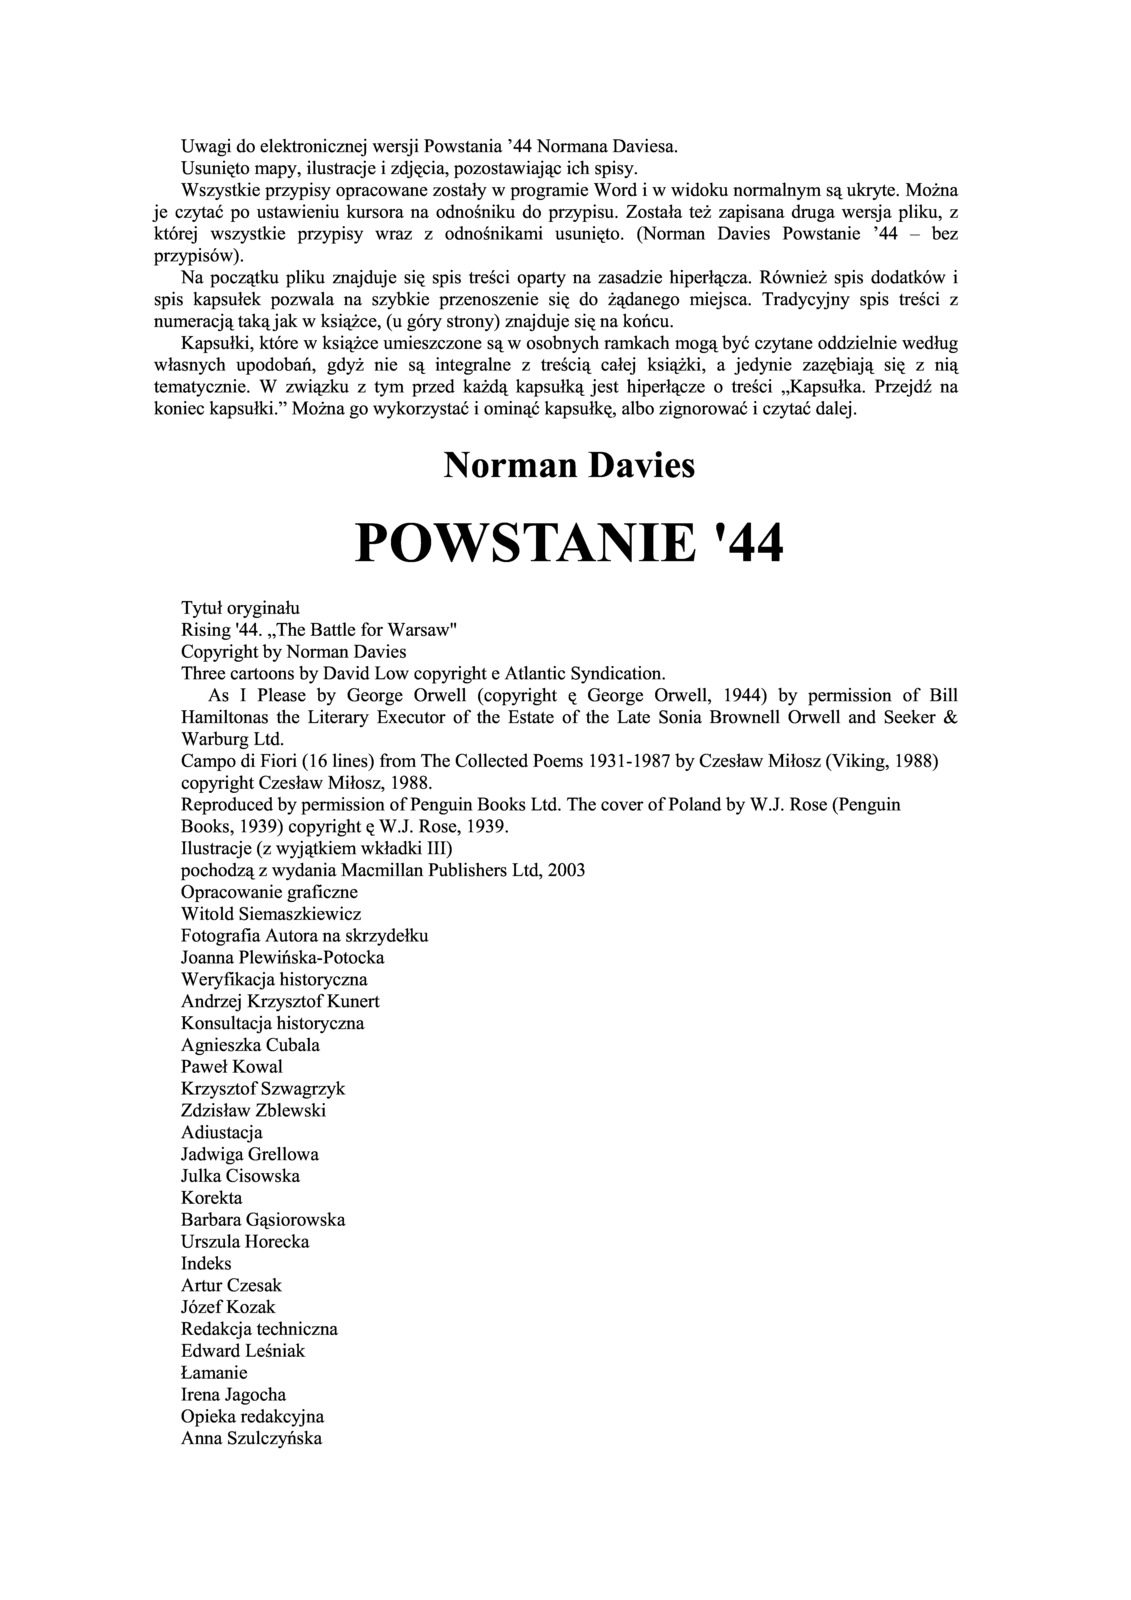 Uwagi do elektronicznej wersji Powstania ’44 Normana Daviesa.
Usunięto mapy, ilustracje i zdjęcia, pozostawiając ich spisy.
Wszystkie przypisy opracowane zostały w programie Word i w widoku normalnym są ukryte. Można
je czytać po ustawieniu kursora na odnośniku do przypisu. Została też zapisana druga wersja pliku, z
której wszystkie przypisy wraz z odnośnikami usunięto. (Norman Davies Powstanie ’44 – bez
przypisów).
Na początku pliku znajduje się spis treści oparty na zasadzie hiperłącza. Również spis dodatków i
spis kapsułek pozwala na szybkie przenoszenie się do żądanego miejsca. Tradycyjny spis treści z
numeracją taką jak w książce, (u góry strony) znajduje się na końcu.
Kapsułki, które w książce umieszczone są w osobnych ramkach mogą być czytane oddzielnie według
własnych upodobań, gdyż nie są integralne z treścią całej książki, a jedynie zazębiają się z nią
tematycznie. W związku z tym przed każdą kapsułką jest hiperłącze o treści „Kapsułka. Przejdź na
koniec kapsułki.” Można go wykorzystać i ominąć kapsułkę, albo zignorować i czytać dalej.
Norman Davies
POWSTANIE '44
Tytuł oryginału
Rising '44. „The Battle for Warsaw"
Copyright by Norman Davies
Three cartoons by David Low copyright e Atlantic Syndication.
As I Please by George Orwell (copyright ę George Orwell, 1944) by permission of Bill
Hamiltonas the Literary Executor of the Estate of the Late Sonia Brownell Orwell and Seeker &
Warburg Ltd.
Campo di Fiori (16 lines) from The Collected Poems 1931-1987 by Czesław Miłosz (Viking, 1988)
copyright Czesław Miłosz, 1988.
Reproduced by permission of Penguin Books Ltd. The cover of Poland by W.J. Rose (Penguin
Books, 1939) copyright ę W.J. Rose, 1939.
Ilustracje (z wyjątkiem wkładki III)
pochodzą z wydania Macmillan Publishers Ltd, 2003
Opracowanie graficzne
Witold Siemaszkiewicz
Fotografia Autora na skrzydełku
Joanna Plewińska-Potocka
Weryfikacja historyczna
Andrzej Krzysztof Kunert
Konsultacja historyczna
Agnieszka Cubala
Paweł Kowal
Krzysztof Szwagrzyk
Zdzisław Zblewski
Adiustacja
Jadwiga Grellowa
Julka Cisowska
Korekta
Barbara Gąsiorowska
Urszula Horecka
Indeks
Artur Czesak
Józef Kozak
Redakcja techniczna
Edward Leśniak
Łamanie
Irena Jagocha
Opieka redakcyjna
Anna Szulczyńska